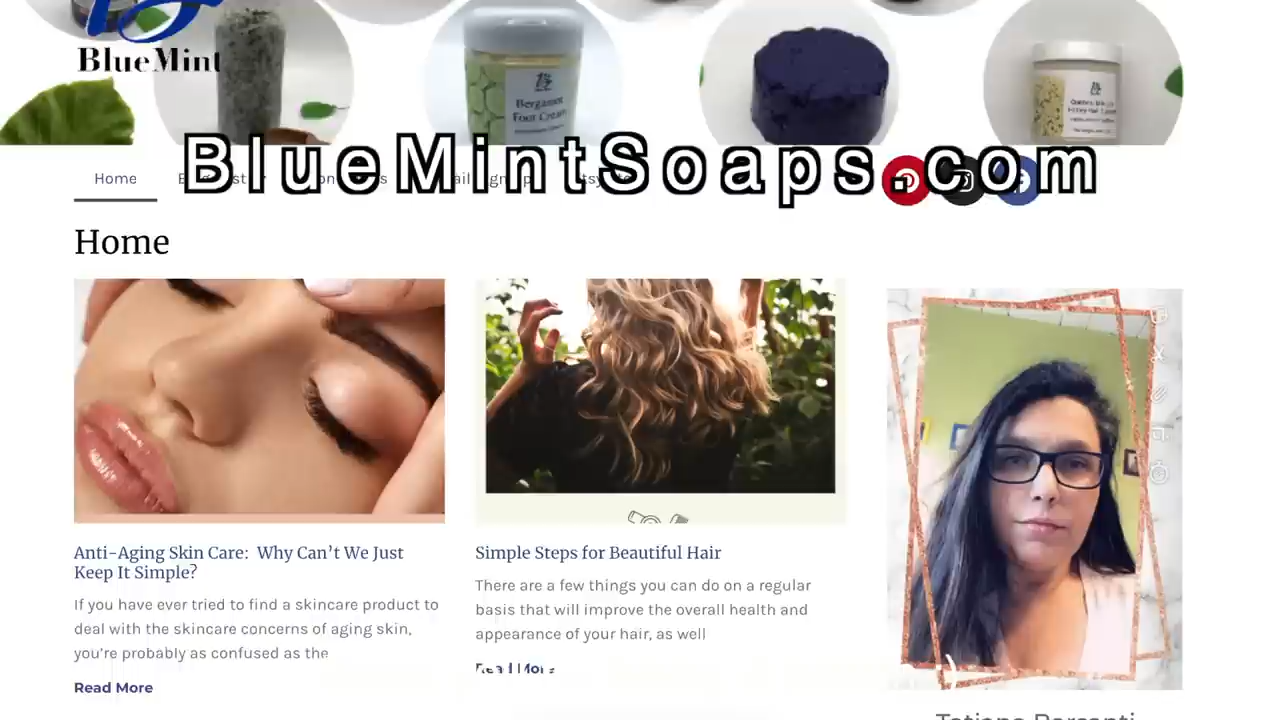 BlueMint
Bergamot
Foot Cream
BlueMintSoaps.com
Home
Home
Anti-Aging Skin Care: Why Can't We Just
Keep It Simple?
If you have ever tried to find a skincare product to
deal with the skincare concerns of aging skin,
you're probably as confused as the
Read More
Simple Steps for Beautiful Hair
There are a few things you can do on a regular
basis that will improve the overall health and
appearance of your hair, as well
Read More